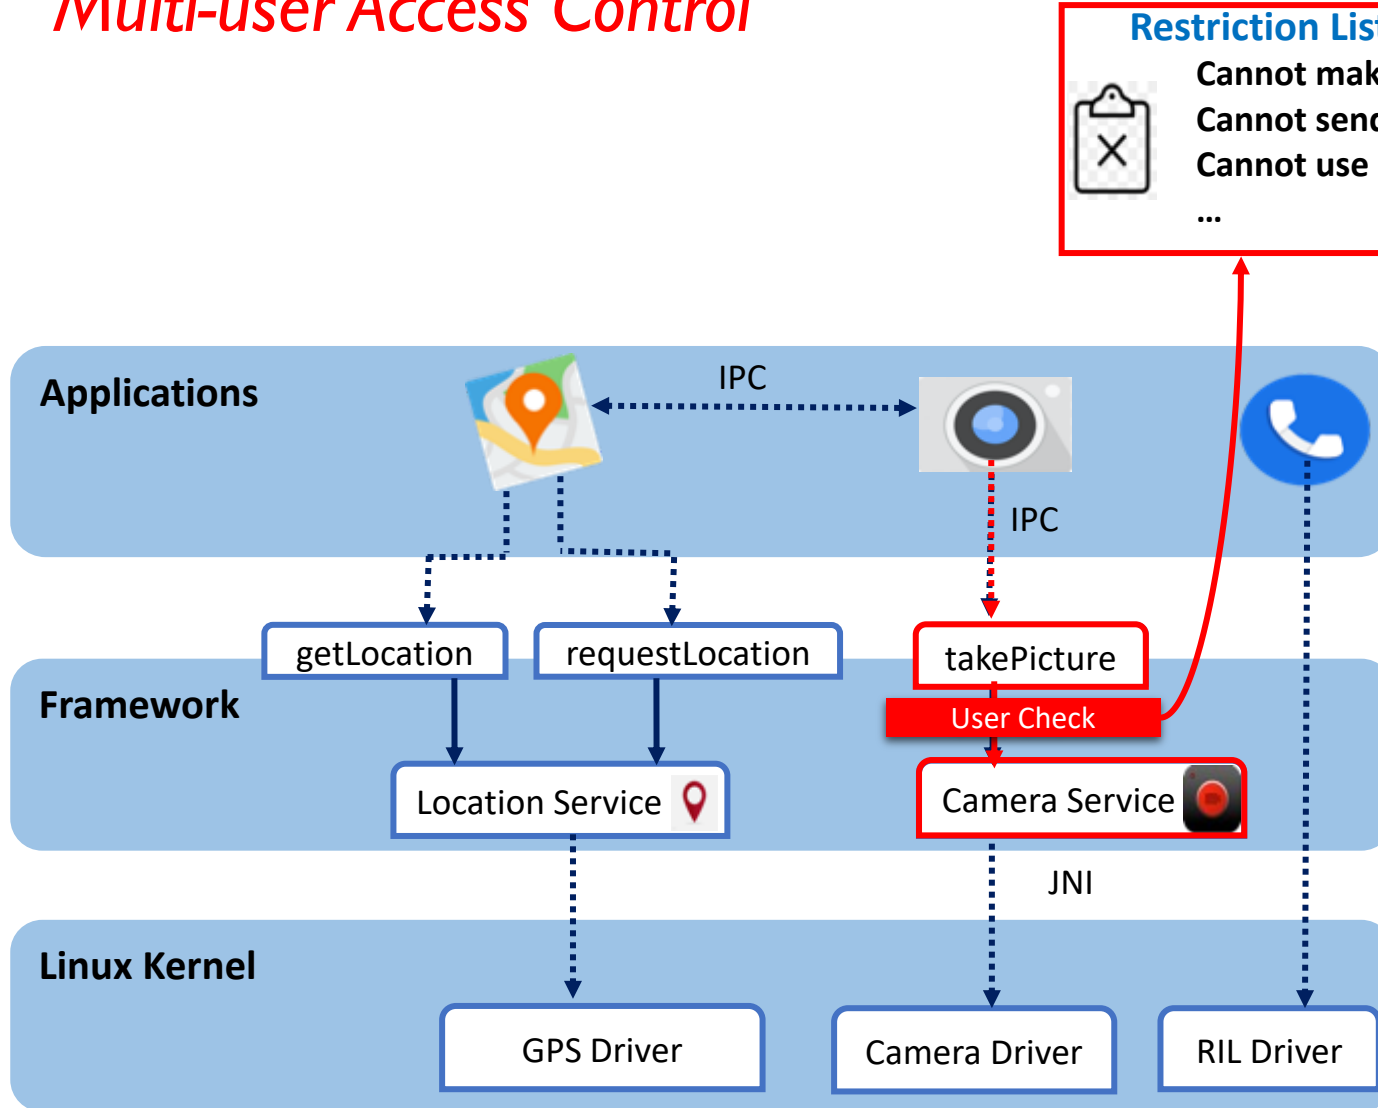 Multi-user Access Control
Restriction List
Cannot mak
Cannot send
Cannot use
...
Applications
IPC
IPC
getLocation
requestLocation
takePicture
Framework
User Check
Location Service
Camera Service
JNI
Linux Kernel
GPS Driver
Camera Driver
RIL Driver